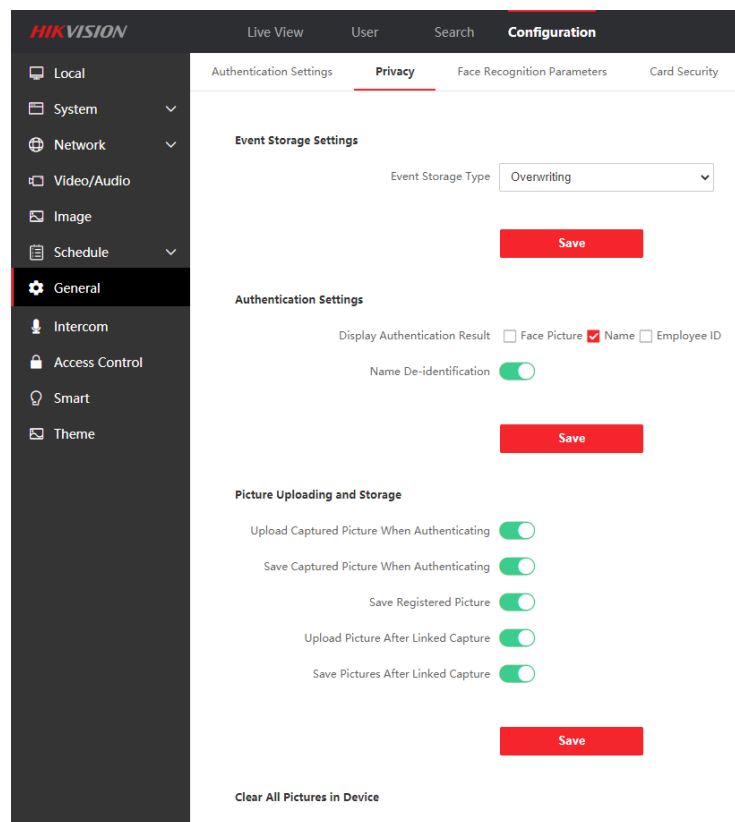 HIKVISION
Live View User Search Configuration
Local
System
Network
Video/Audio
Image
Schedule
General
Intercom
Access Control
Smart
Theme
Authentication Settings Privacy Face Recognition Parameters Card Security
Event Storage Settings
Event Storage Type Overwriting
Save
Authentication Settings
Display Authentication Result Face Picture Name Employee ID
Name De-identification
Save
Picture Uploading and Storage
Upload Captured Picture When Authenticating
Save Captured Picture When Authenticating
Save Registered Picture
Upload Picture After Linked Capture
Save Pictures After Linked Capture
Save
Clear All Pictures in Device